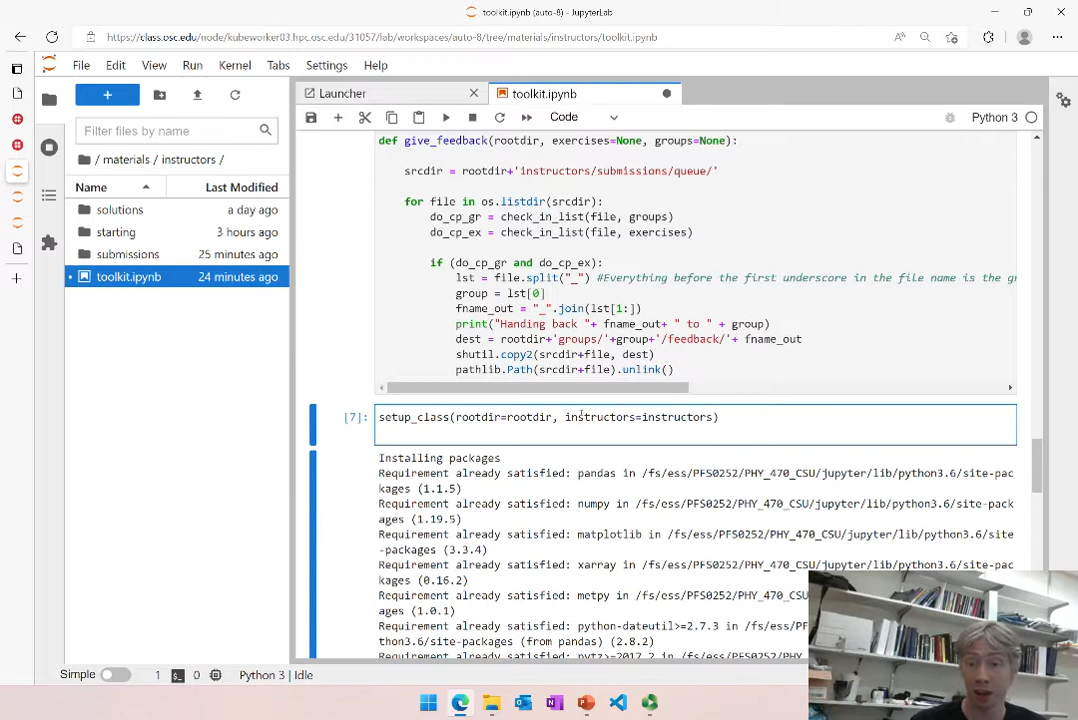 toolkit.ipynb (auto-8) - JupyterLab
https://class.osc.edu/node/kubeworker03.hpc.osc.edu/31057/lab/workspaces/auto-8/tree/materials/instructors/toolkit.ipynb
File Edit View Run Kernel Tabs Settings Help
Launcher
toolkit.ipynb
Code
Python 3
Filter files by name
/ materials / instructors /
Name Last Modified
solutions a day ago
starting 3 hours ago
submissions 25 minutes ago
toolkit.ipynb 24 minutes ago
def give_feedback(rootdir, exercises=None, groups=None):
srcdir = rootdir+'instructors/submissions/queue/'
for file in os.listdir(srcdir):
do_cp_gr = check_in_list(file, groups)
do_cp_ex = check_in_list(file, exercises)
if (do_cp_gr and do_cp_ex):
lst = file.split("_") #Everything before the first underscore in the file name is the gr
group = lst[0]
fname_out = "_".join(lst[1:])
print("Handing back "+ fname_out+ " to " + group)
dest = rootdir+'groups/'+group+'/feedback/'+ fname_out
shutil.copy2(srcdir+file, dest)
pathlib.Path(srcdir+file).unlink()
[7]: setup_class(rootdir=rootdir, instructors=instructors)
Installing packages
Requirement already satisfied: pandas in /fs/ess/PFS0252/PHY_470_CSU/jupyter/lib/python3.6/site-pac
kages (1.1.5)
Requirement already satisfied: numpy in /fs/ess/PFS0252/PHY_470_CSU/jupyter/lib/python3.6/site-pack
ages (1.19.5)
Requirement already satisfied: matplotlib in /fs/ess/PFS0252/PHY_470_CSU/jupyter/lib/python3.6/site
-packages (3.3.4)
Requirement already satisfied: xarray in /fs/ess/PFS0252/PHY_470_CSU/jupyter/lib/python3.6/site-pac
kages (0.16.2)
Requirement already satisfied: metpy in /fs/ess/PFS0252/PHY_470_CSU/
ages (1.0.1)
Requirement already satisfied: python-dateutil>=2.7.3 in /fs/ess/PF
thon3.6/site-packages (from pandas) (2.8.2)
Requirement already satisfied: pytz>=2017.2 in /fs/ess/PFS0252/PHY_
Simple 1 0 Python 3 | Idle